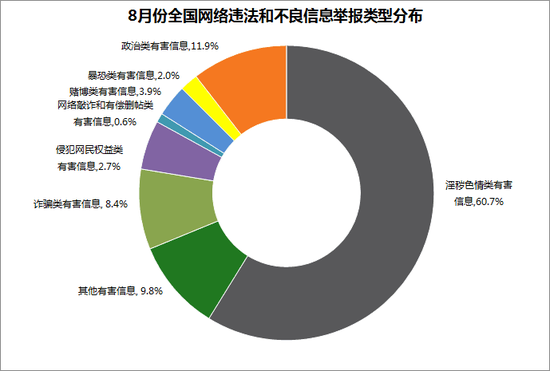 8月份全国网络违法和不良信息举报类型分布
政治类有害信息,11.9%
暴恐类有害信息,2.0%
赌博类有害信息,3.9%
网络敲诈和有偿删帖类
有害信息,0.6%
侵犯网民权益类
有害信息,2.7%
诈骗类有害信息, 8.4%
其他有害信息, 9.8%
淫秽色情类有害
信息,60.7%